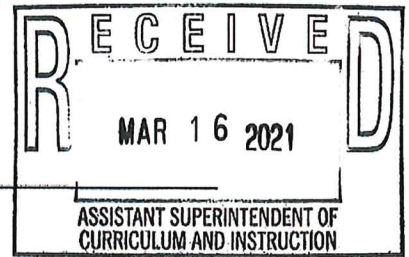 RECEIVED
MAR 16 2021
ASSISTANT SUPERINTENDENT OF
CURRICULUM AND INSTRUCTION